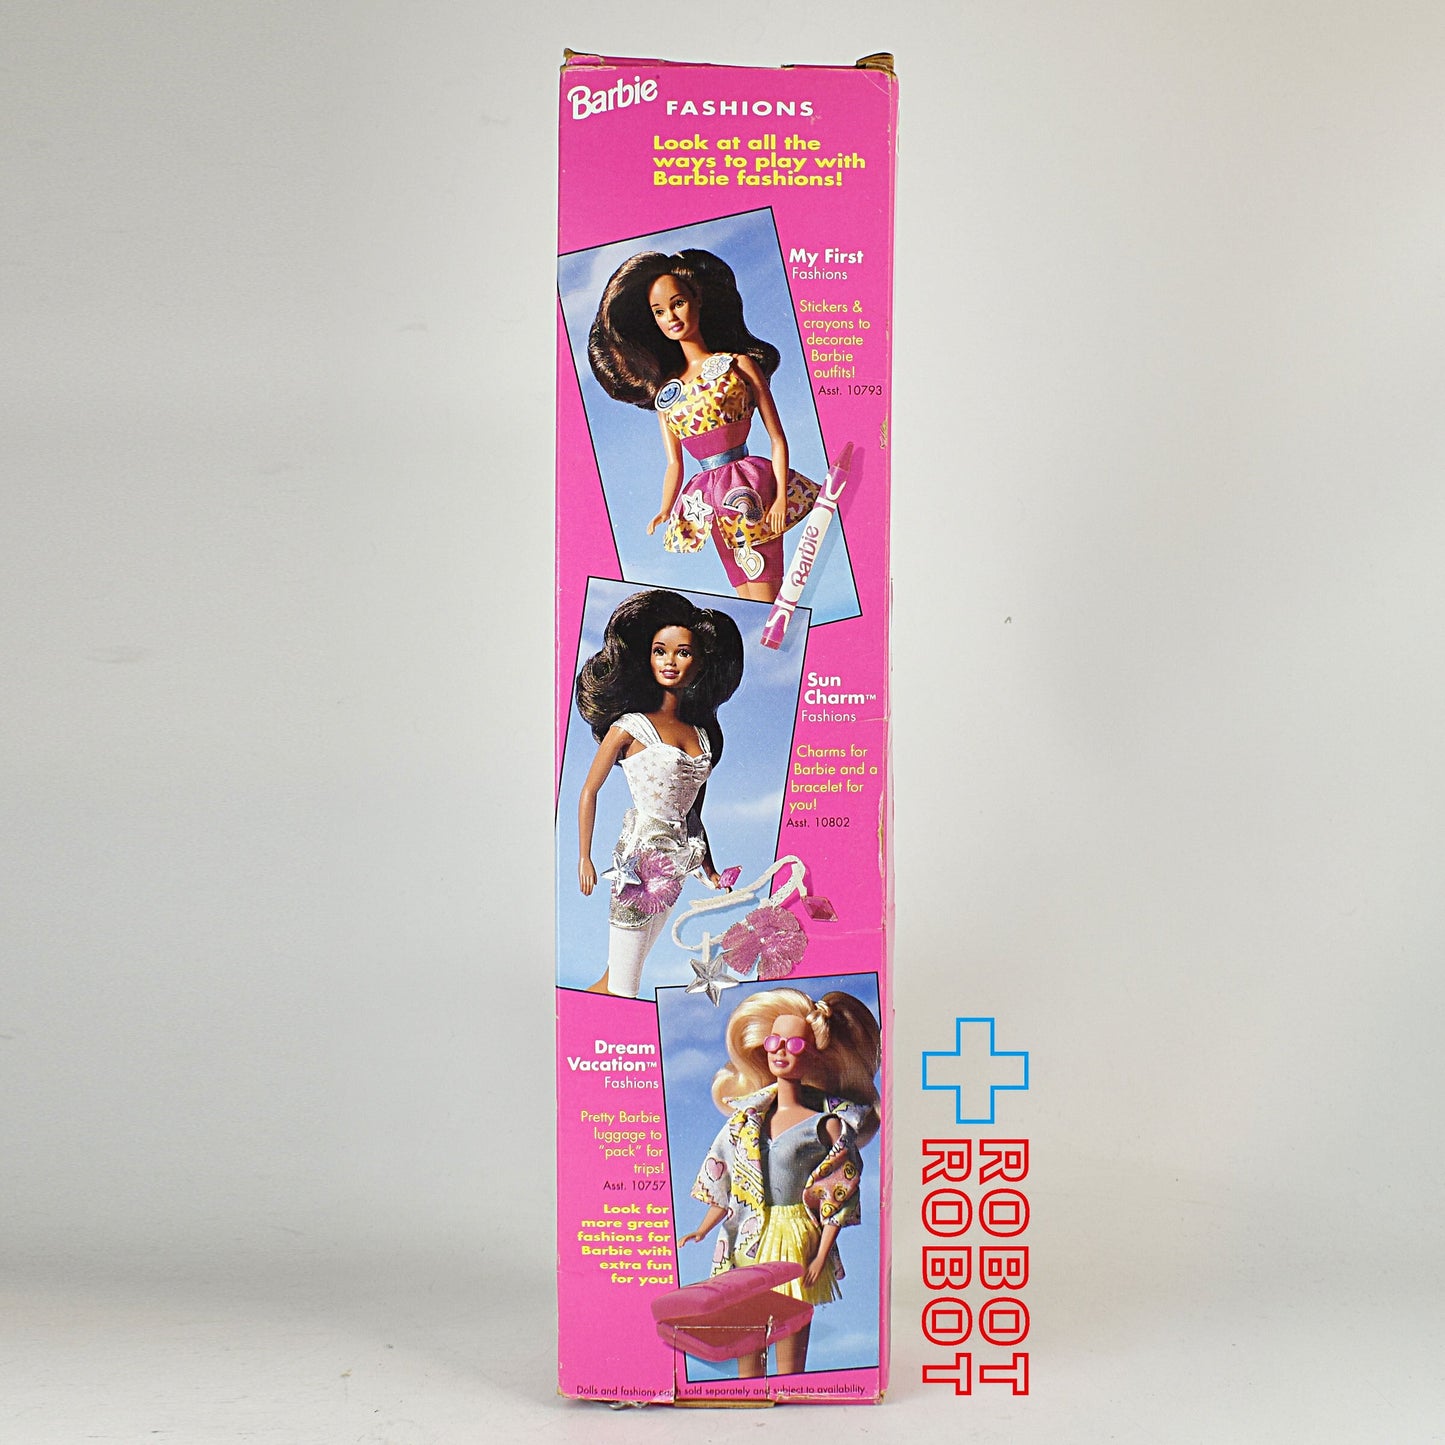 Barbie FASHIONS
Look at all the
ways to play with
Barbie fashions!
My First
Fashions
Stickers &
crayons to
decorate
Barbie
outfits!
Asst. 10793
Barbie
B
Sun
Charm™
Fashions
Charms for
Barbie and a
bracelet for
you!
Asst. 10802
Dream
Vacation™
Fashions
Pretty Barbie
luggage to
"pack" for
trips!
Asst. 10757
Look for
more great
fashions for
Barbie with
extra fun
for you!
Dolls and fashions each sold separately and subject to availability.
ROBOT
ROBOT